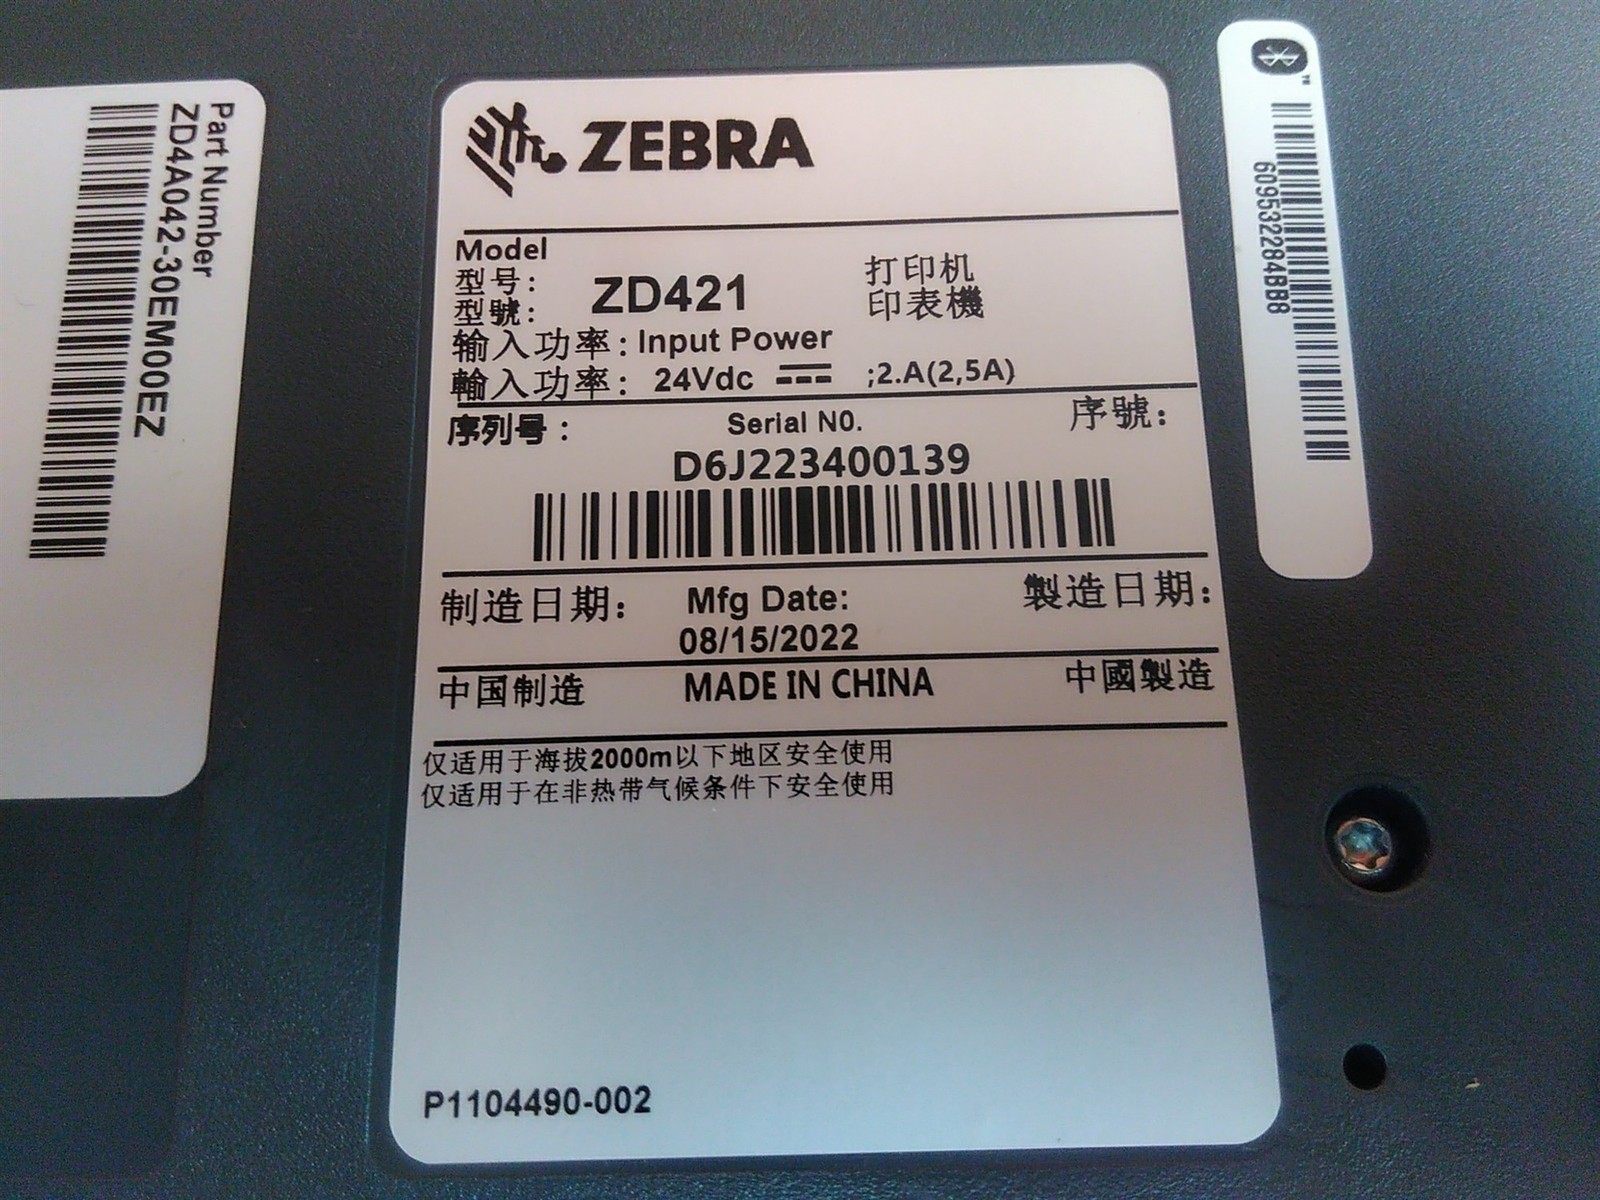 Part Number
ZD4A042-30EM00EZ
ZEBRA
Model
型号：
型號：
ZD421
打印机
印表機
输入功率：Input Power
輸入功率：24Vdc ;2.A(2,5A)
序列号： Serial N0. 序號：
D6J223400139
制造日期： Mfg Date: 製造日期：
08/15/2022
中国制造 MADE IN CHINA 中國製造
仅适用于海拔2000m以下地区安全使用
仅适用于在非热带气候条件下安全使用
P1104490-002
TM
609532284BB8